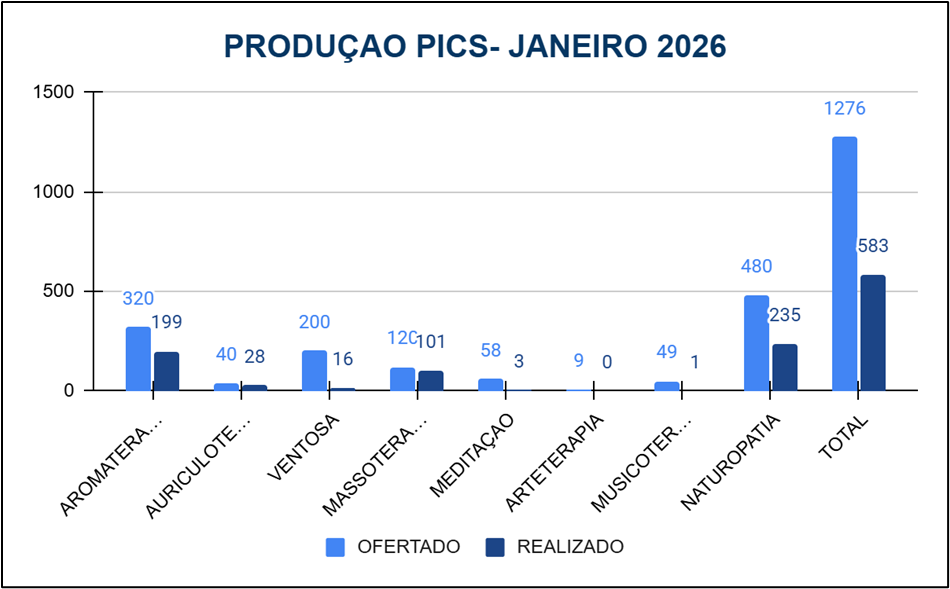 PRODUÇAO PICS- JANEIRO 2026
1500
1000
500
0
1276
583
480
235
320
199
200
16
120
101
40
28
58
3
9
0
49
1
AROMATERA...
AURICULOTE...
VENTOSA
MASSOTERA...
MEDITAÇAO
ARTETERAPIA
MUSICOTER...
NATUROPATIA
TOTAL
OFERTADO
REALIZADO